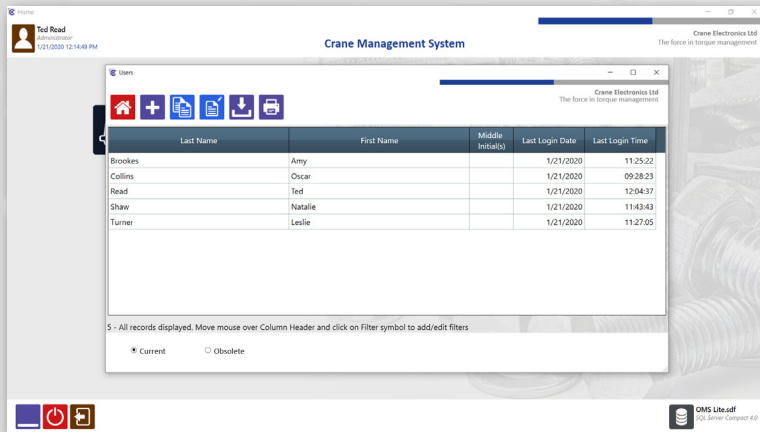 Home
Ted Read
Administrator
1/21/2020 12:14:49 PM
Crane Management System
Crane Electronics Ltd
The force in torque management
Users
Crane Electronics Ltd
The force in torque management
Last Name First Name Middle Initial(s) Last Login Date Last Login Time
Brookes Amy 1/21/2020 11:25:22
Collins Oscar 1/21/2020 09:28:23
Read Ted 1/21/2020 12:04:37
Shaw Natalie 1/21/2020 11:43:43
Turner Leslie 1/21/2020 11:27:05
5 - All records displayed. Move mouse over Column Header and click on Filter symbol to add/edit filters
Current Obsolete
OMS Lite.sdf
SQL Server Compact 4.0